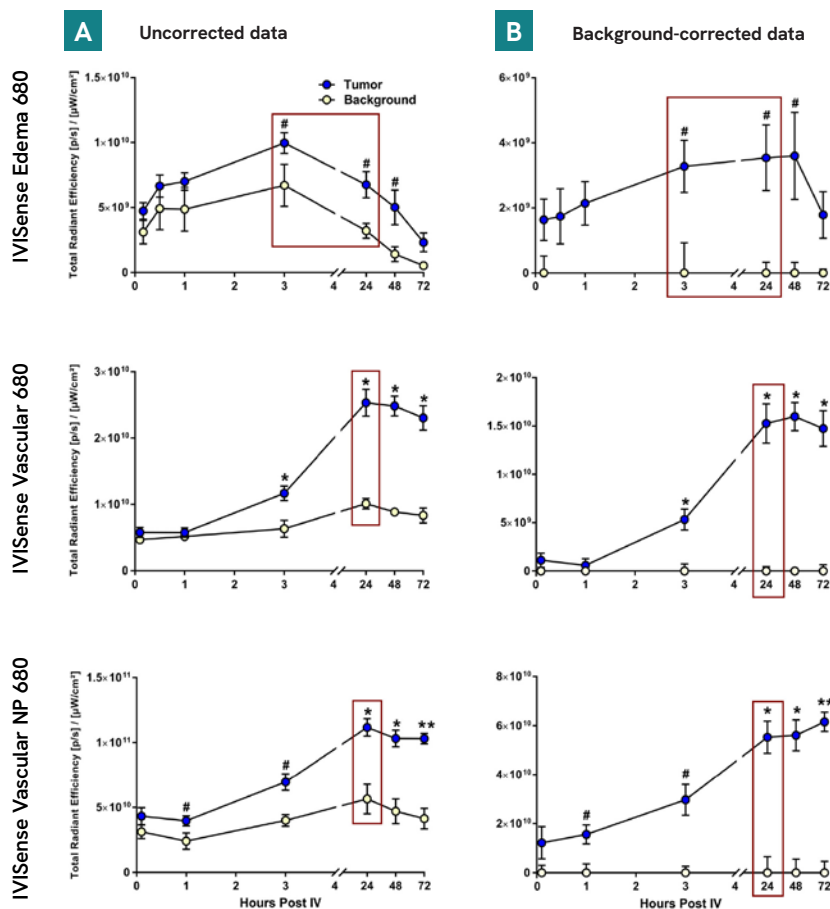 A Uncorrected data
B Background-corrected data
IVISense Edema 680
Total Radiant Efficiency [p/s] / [µW/cm²]
1.5×10¹⁰
1×10¹⁰
5×10⁹
0
Tumor
Background
#
#
#
0 1 2 3 4 24 48 72
6×10⁹
4×10⁹
2×10⁹
0
#
#
#
0 1 2 3 4 24 48 72
IVISense Vascular 680
Total Radiant Efficiency [p/s] / [µW/cm²]
3×10¹⁰
2×10¹⁰
1×10¹⁰
0
*
*
*
*
0 1 2 3 4 24 48 72
2×10¹⁰
1.5×10¹⁰
1×10¹⁰
5×10⁹
0
*
*
*
*
0 1 2 3 4 24 48 72
IVISense Vascular NP 680
Total Radiant Efficiency [p/s] / [µW/cm²]
1.5×10¹¹
1×10¹¹
5×10¹⁰
0
#
#
*
*
**
0 1 2 3 4 24 48 72
Hours Post IV
8×10¹⁰
6×10¹⁰
4×10¹⁰
2×10¹⁰
0
#
#
*
*
**
0 1 2 3 4 24 48 72
Hours Post IV